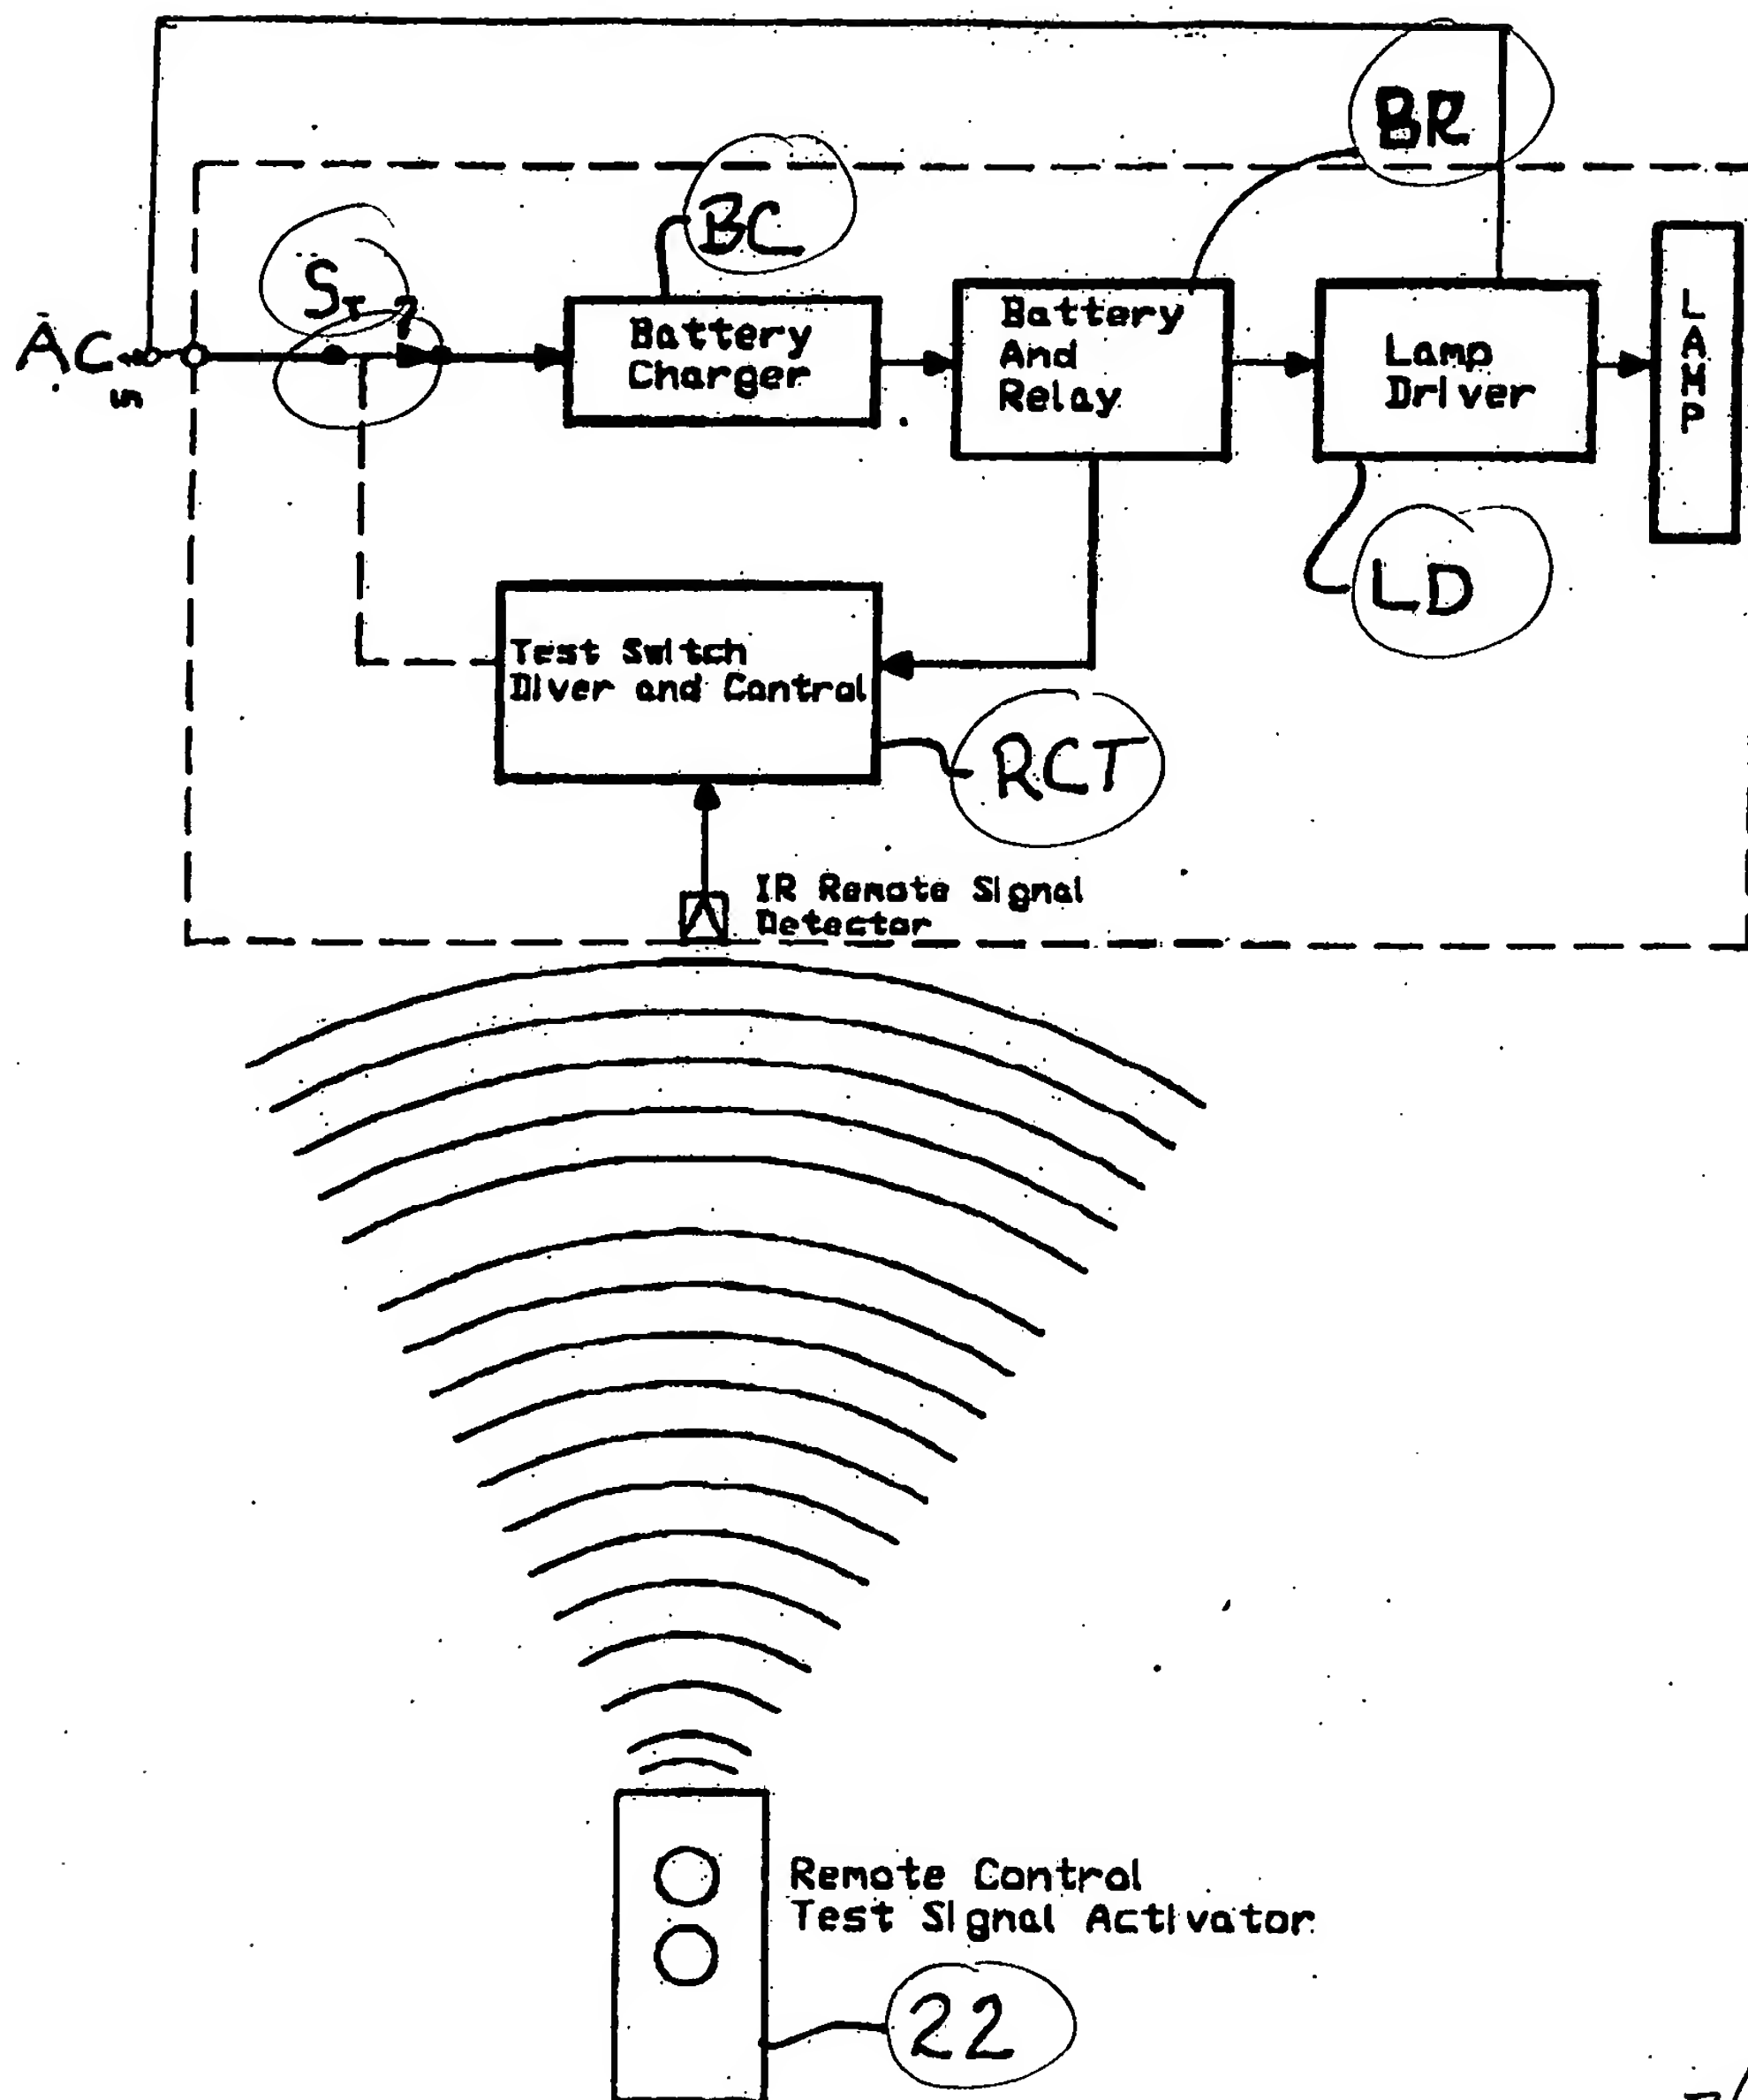 BR
BC
ST
AC
in
Battery
Charger
Battery
And
Relay
Lamp
Driver
LAMP
LD
Test Switch
Diver and Control
RCT
IR Remote Signal
Detector
Remote Control
Test Signal Activator
22